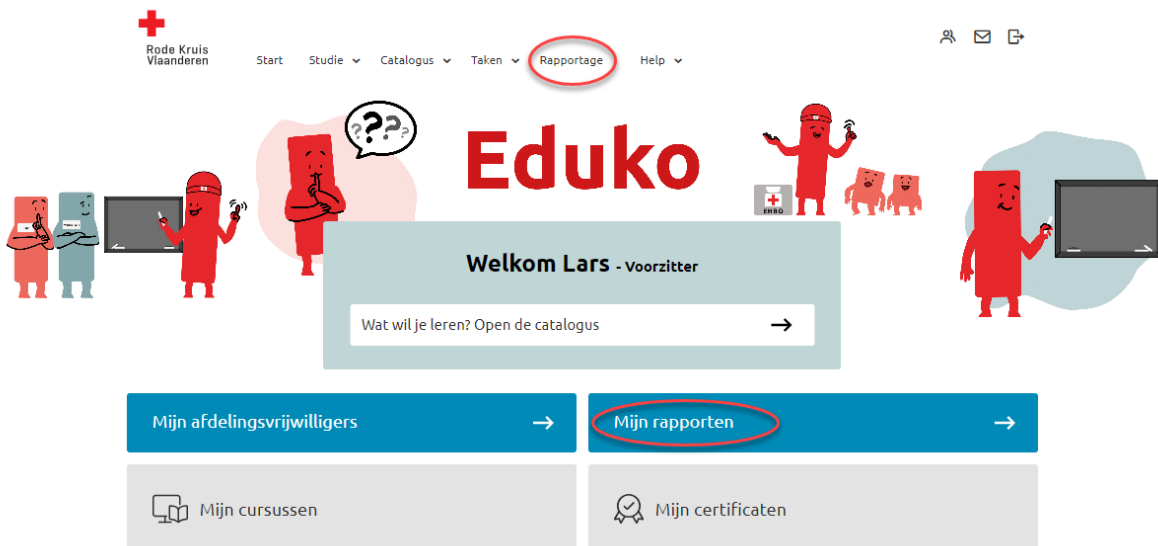 Rode Kruis
Vlaanderen
Start Studie Catalogus Taken Rapportage Help
???
Eduko
EHBO
Welkom Lars - Voorzitter
Wat wil je leren? Open de catalogus
Mijn afdelingsvrijwilligers
Mijn rapporten
Mijn cursussen
Mijn certificaten